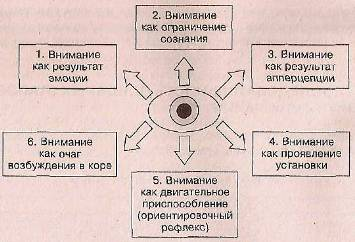 2. Внимание
как ограничение
сознания
1. Внимание
как результат
эмоции
3. Внимание
как результат
апперцепции
6. Внимание
как очаг
возбуждения в коре
4. Внимание
как проявление
установки
5. Внимание
как двигательное
приспособление
(ориентировочный
рефлекс)